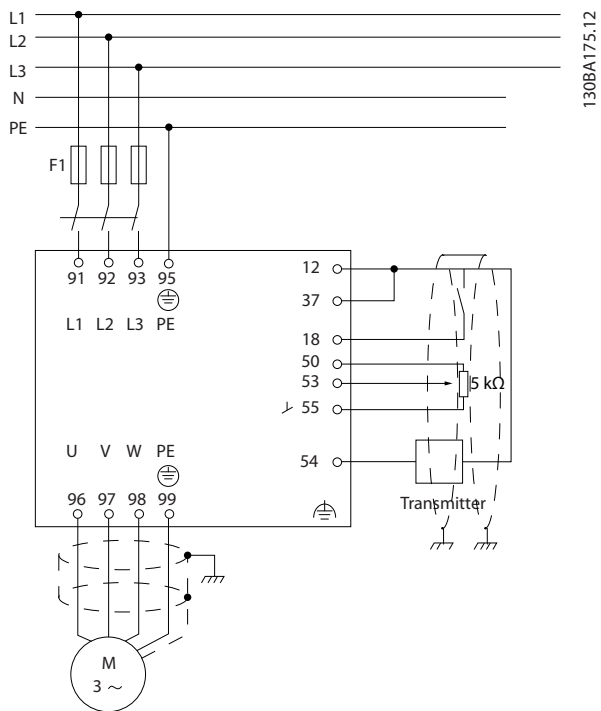 L1
L2
L3
N
PE
130BA175.12
F1
91 92 93 95
L1 L2 L3 PE
12
37
18
50
53
5 kΩ
55
54
Transmitter
U V W PE
96 97 98 99
M
3 ~